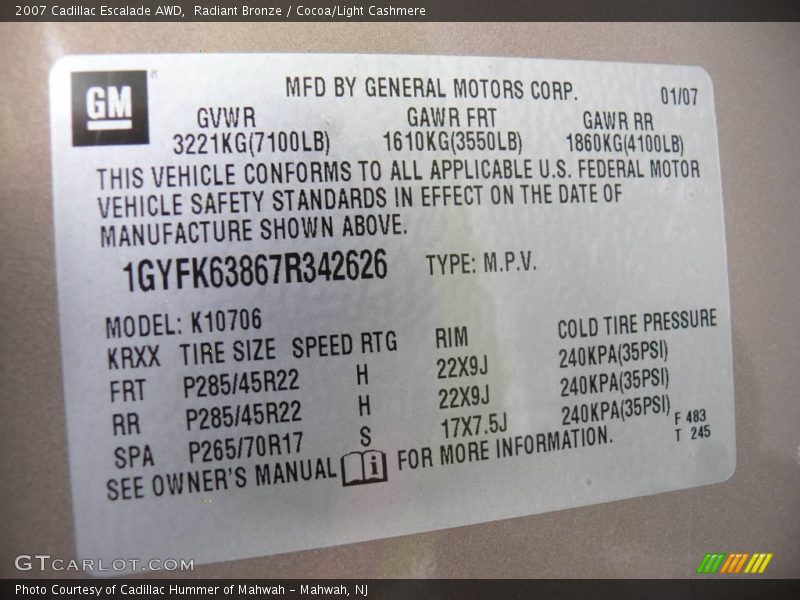 2007 Cadillac Escalade AWD,  Radiant Bronze / Cocoa/Light Cashmere
GM
MFD BY GENERAL MOTORS CORP. 01/07
GVWR GAWR FRT GAWR RR
3221KG(7100LB) 1610KG(3550LB) 1860KG(4100LB)
THIS VEHICLE CONFORMS TO ALL APPLICABLE U.S. FEDERAL MOTOR
VEHICLE SAFETY STANDARDS IN EFFECT ON THE DATE OF
MANUFACTURE SHOWN ABOVE.
1GYFK63867R342626 TYPE: M.P.V.
MODEL: K10706
KRXX TIRE SIZE SPEED RTG RIM COLD TIRE PRESSURE
FRT P285/45R22 H 22X9J 240KPA(35PSI)
RR P285/45R22 H 22X9J 240KPA(35PSI)
SPA P265/70R17 S 17X7.5J 240KPA(35PSI)
F 483
T 245
SEE OWNER'S MANUAL i FOR MORE INFORMATION.
GTCARLOT.COM
Photo Courtesy of Cadillac Hummer of Mahwah - Mahwah, NJ